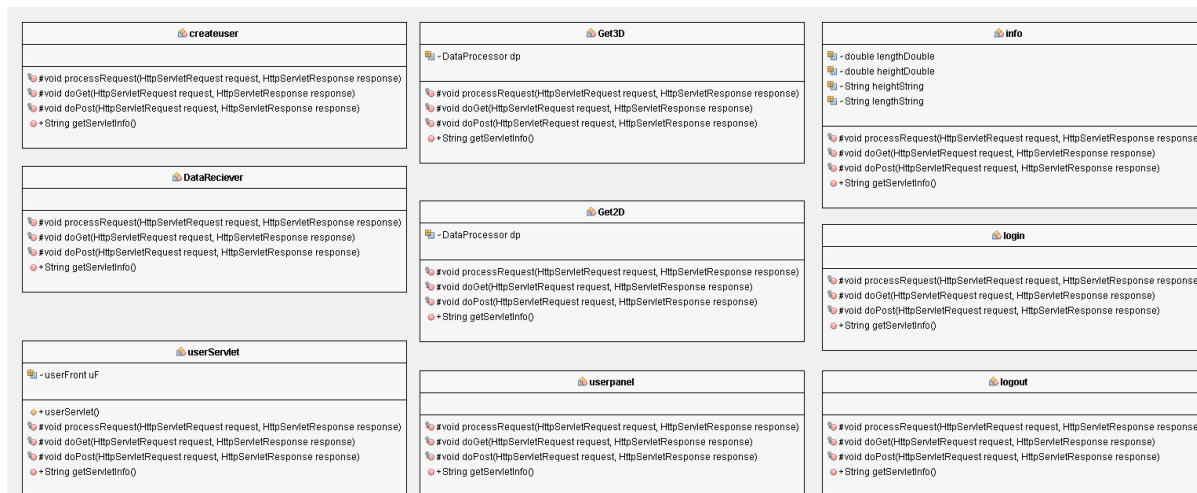 createuser
#void processRequest(HttpServletRequest request, HttpServletResponse response)
#void doGet(HttpServletRequest request, HttpServletResponse response)
#void doPost(HttpServletRequest request, HttpServletResponse response)
+String getServletInfo()
DataReciever
#void processRequest(HttpServletRequest request, HttpServletResponse response)
#void doGet(HttpServletRequest request, HttpServletResponse response)
#void doPost(HttpServletRequest request, HttpServletResponse response)
+String getServletInfo()
userServlet
-userFront uF
+userServlet()
#void processRequest(HttpServletRequest request, HttpServletResponse response)
#void doGet(HttpServletRequest request, HttpServletResponse response)
#void doPost(HttpServletRequest request, HttpServletResponse response)
+String getServletInfo()
Get3D
-DataProcessor dp
#void processRequest(HttpServletRequest request, HttpServletResponse response)
#void doGet(HttpServletRequest request, HttpServletResponse response)
#void doPost(HttpServletRequest request, HttpServletResponse response)
+String getServletInfo()
Get2D
-DataProcessor dp
#void processRequest(HttpServletRequest request, HttpServletResponse response)
#void doGet(HttpServletRequest request, HttpServletResponse response)
#void doPost(HttpServletRequest request, HttpServletResponse response)
+String getServletInfo()
userpanel
#void processRequest(HttpServletRequest request, HttpServletResponse response)
#void doGet(HttpServletRequest request, HttpServletResponse response)
#void doPost(HttpServletRequest request, HttpServletResponse response)
+String getServletInfo()
info
-double lengthDouble
-double heightDouble
-String heightString
-String lengthString
#void processRequest(HttpServletRequest request, HttpServletResponse
#void doGet(HttpServletRequest request, HttpServletResponse response)
#void doPost(HttpServletRequest request, HttpServletResponse response)
+String getServletInfo()
login
#void processRequest(HttpServletRequest request, HttpServletResponse
#void doGet(HttpServletRequest request, HttpServletResponse response)
#void doPost(HttpServletRequest request, HttpServletResponse response)
+String getServletInfo()
logout
#void processRequest(HttpServletRequest request, HttpServletResponse
#void doGet(HttpServletRequest request, HttpServletResponse response)
#void doPost(HttpServletRequest request, HttpServletResponse response)
+String getServletInfo()